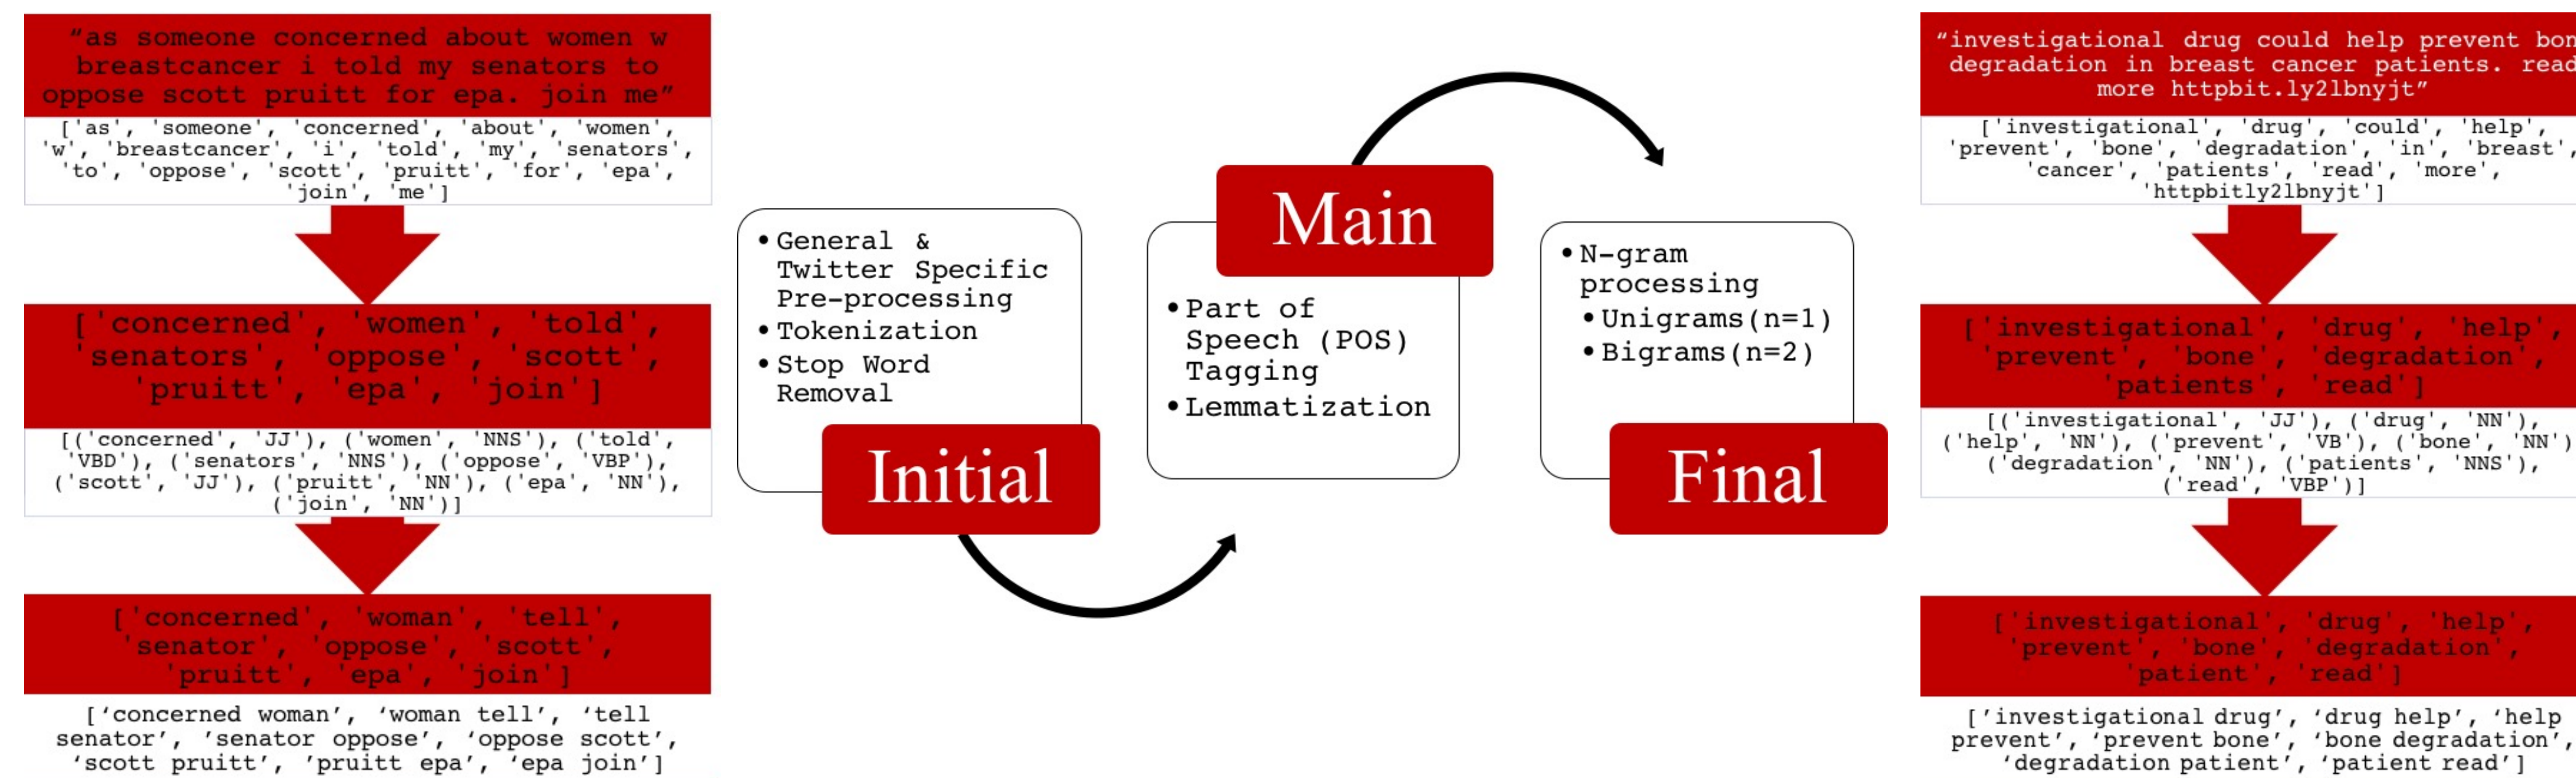 “as someone concerned about women w
breastcancer i told my senators to
oppose scott pruitt for epa. join me”
['as', 'someone', 'concerned', 'about', 'women',
'w', 'breastcancer', 'i', 'told', 'my', 'senators',
'to', 'oppose', 'scott', 'pruitt', 'for', 'epa',
'join', 'me']
['concerned', 'women', 'told',
'senators', 'oppose', 'scott',
'pruitt', 'epa', 'join']
[('concerned', 'JJ'), ('women', 'NNS'), ('told',
'VBD'), ('senators', 'NNS'), ('oppose', 'VBP'),
('scott', 'JJ'), ('pruitt', 'NN'), ('epa', 'NN'),
('join', 'NN')]
['concerned', 'woman', 'tell',
'senator', 'oppose', 'scott',
'pruitt', 'epa', 'join']
[‘concerned woman’, ‘woman tell’, ‘tell
senator’, ’senator oppose’, ‘oppose scott’,
‘scott pruitt’, ’pruitt epa’, ‘epa join’]
•General &
Twitter Specific
Pre-processing
•Tokenization
•Stop Word
Removal
Initial
Main
•Part of
Speech (POS)
Tagging
•Lemmatization
•N-gram
processing
•Unigrams(n=1)
•Bigrams(n=2)
Final
“investigational drug could help prevent bon
degradation in breast cancer patients. read
more httpbit.ly2lbnyjt”
['investigational', 'drug', 'could', 'help',
'prevent', 'bone', 'degradation', 'in', 'breast',
'cancer', 'patients', 'read', 'more',
'httpbitly2lbnyjt']
['investigational', 'drug', 'help',
'prevent', 'bone', 'degradation',
'patients', 'read']
[('investigational', 'JJ'), ('drug', 'NN'),
('help', 'NN'), ('prevent', 'VB'), ('bone', 'NN')
('degradation', 'NN'), ('patients', 'NNS'),
('read', 'VBP')]
['investigational', 'drug', 'help',
'prevent', 'bone', 'degradation',
'patient', 'read']
[’investigational drug’, ‘drug help’, ‘help
prevent’, ‘prevent bone’, ‘bone degradation’,
‘degradation patient’, ‘patient read’]